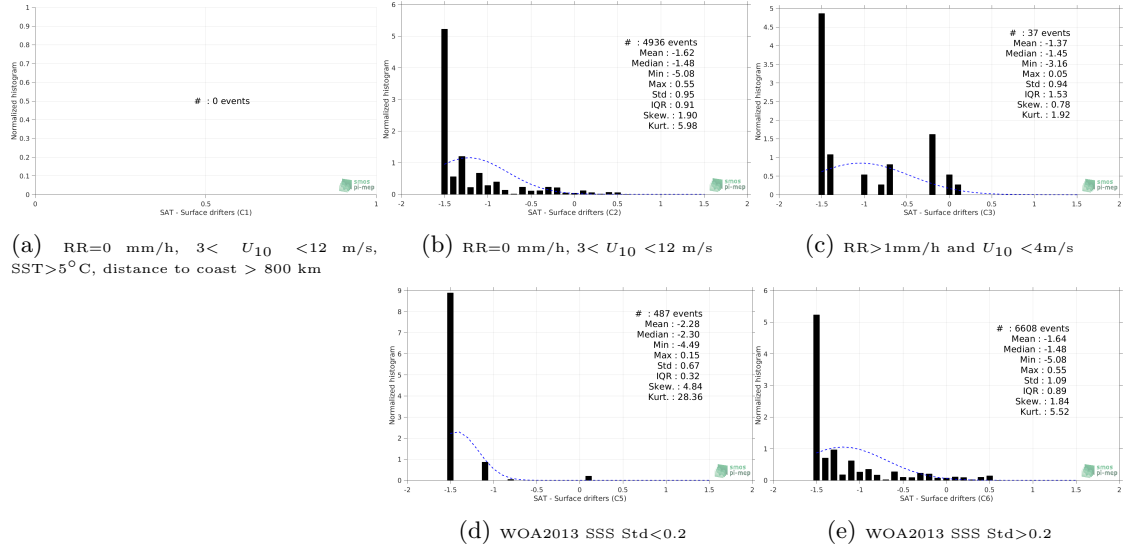 1
0.9
0.8
0.7
0.6
0.5
0.4
0.3
0.2
0.1
0
Normalized histogram
# : 0 events
smos
pi-mep
0 0.5 1
SAT - Surface drifters (C1)
(a) RR=0 mm/h, 3< U10 <12 m/s,
SST>5°C, distance to coast > 800 km
6
5
4
3
2
1
0
Normalized histogram
# : 4936 events
Mean : -1.62
Median : -1.48
Min : -5.08
Max : 0.55
Std : 0.95
IQR : 0.91
Skew. : 1.90
Kurt. : 5.98
smos
pi-mep
-2 -1.5 -1 -0.5 0 0.5 1 1.5 2
SAT - Surface drifters (C2)
(b) RR=0 mm/h, 3< U10 <12 m/s
5
4.5
4
3.5
3
2.5
2
1.5
1
0.5
0
Normalized histogram
# : 37 events
Mean : -1.37
Median : -1.45
Min : -3.16
Max : 0.05
Std : 0.94
IQR : 1.53
Skew. : 0.78
Kurt. : 1.92
smos
pi-mep
-2 -1.5 -1 -0.5 0 0.5 1 1.5 2
SAT - Surface drifters (C3)
(c) RR>1mm/h and U10 <4m/s
9
8
7
6
5
4
3
2
1
0
Normalized histogram
# : 487 events
Mean : -2.28
Median : -2.30
Min : -4.49
Max : 0.15
Std : 0.67
IQR : 0.32
Skew. : 4.84
Kurt. : 28.36
smos
pi-mep
-2 -1.5 -1 -0.5 0 0.5 1 1.5 2
SAT - Surface drifters (C5)
(d) WOA2013 SSS Std<0.2
6
5
4
3
2
1
0
Normalized histogram
# : 6608 events
Mean : -1.64
Median : -1.48
Min : -5.08
Max : 0.55
Std : 1.09
IQR : 0.89
Skew. : 1.84
Kurt. : 5.52
smos
pi-mep
-2 -1.5 -1 -0.5 0 0.5 1 1.5 2
SAT - Surface drifters (C6)
(e) WOA2013 SSS Std>0.2